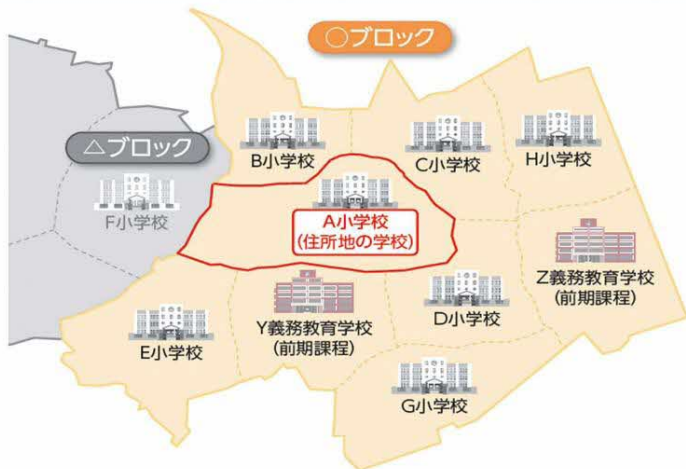 ○ブロック
△ブロック
B小学校
C小学校
H小学校
F小学校
A小学校
(住所地の学校)
Z義務教育学校
(前期課程)
E小学校
Y義務教育学校
(前期課程)
D小学校
G小学校